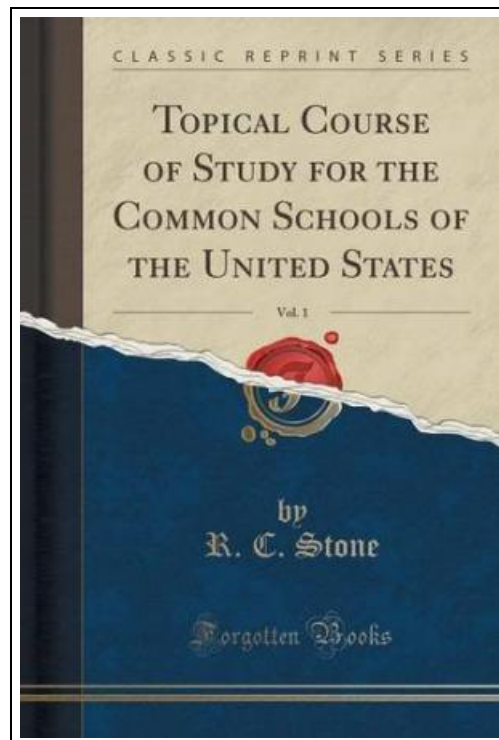 CLASSIC REPRINT SERIES
TOPICAL COURSE
OF STUDY FOR THE
COMMON SCHOOLS OF
THE UNITED STATES
Vol. 1
by
R. C. Stone
Forgotten Books